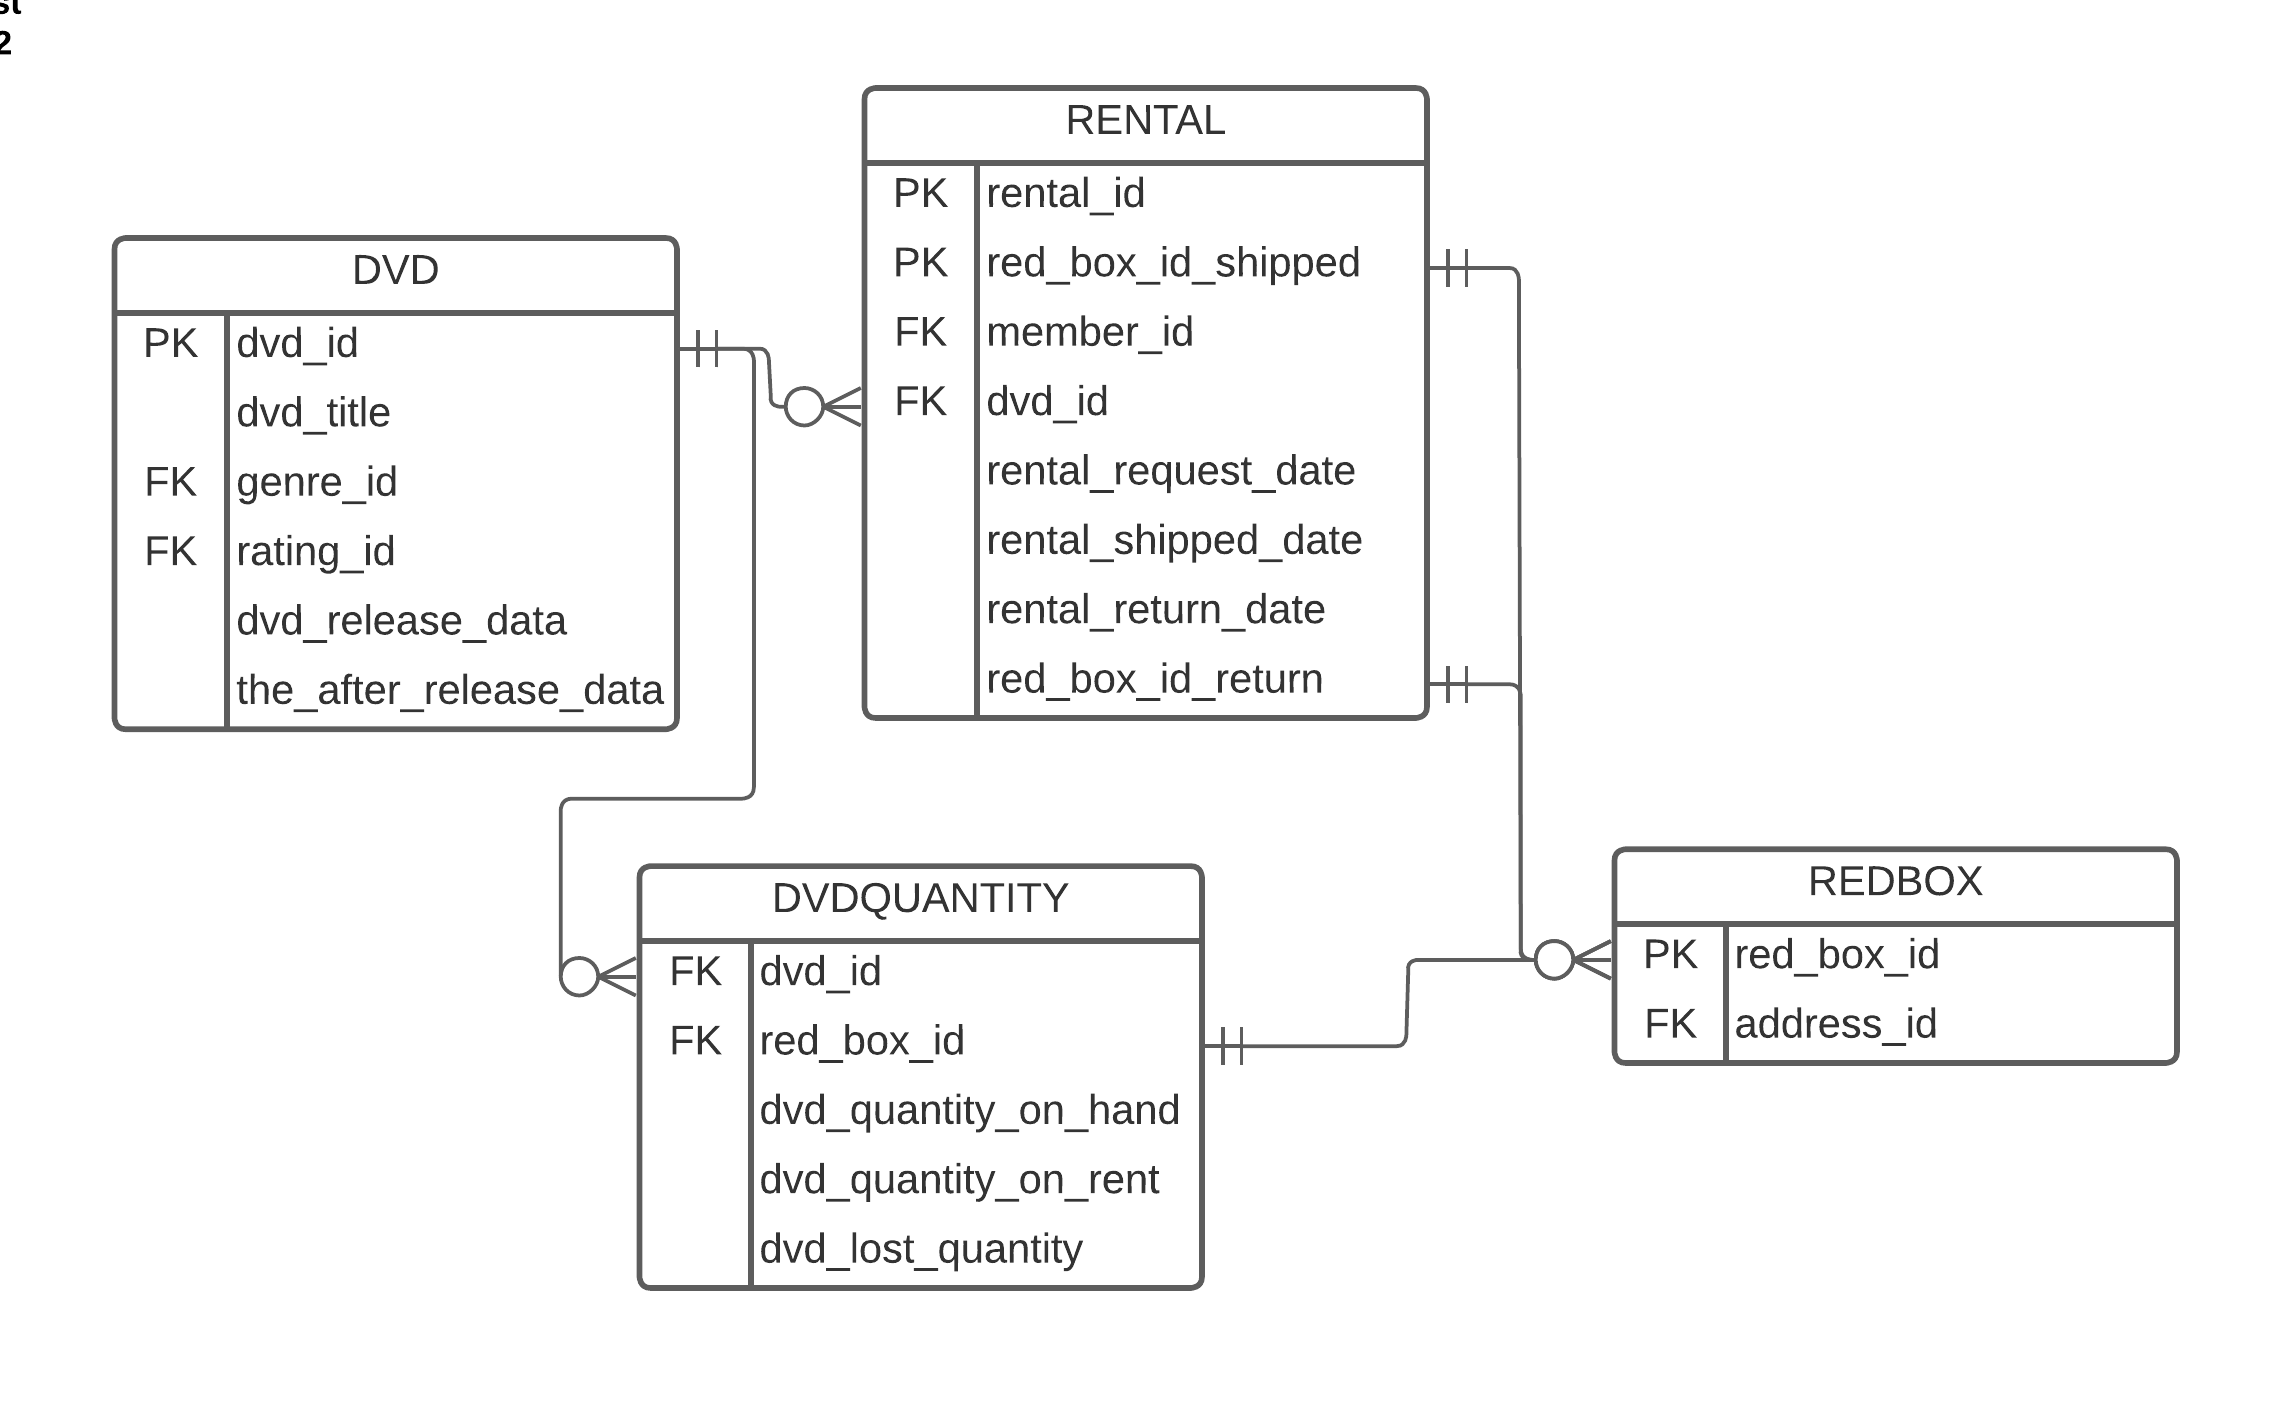 st
2
RENTAL
PK rental_id
PK red_box_id_shipped
FK member_id
FK dvd_id
rental_request_date
rental_shipped_date
rental_return_date
red_box_id_return
DVD
PK dvd_id
dvd_title
FK genre_id
FK rating_id
dvd_release_data
the_after_release_data
DVDQUANTITY
FK dvd_id
FK red_box_id
dvd_quantity_on_hand
dvd_quantity_on_rent
dvd_lost_quantity
REDBOX
PK red_box_id
FK address_id